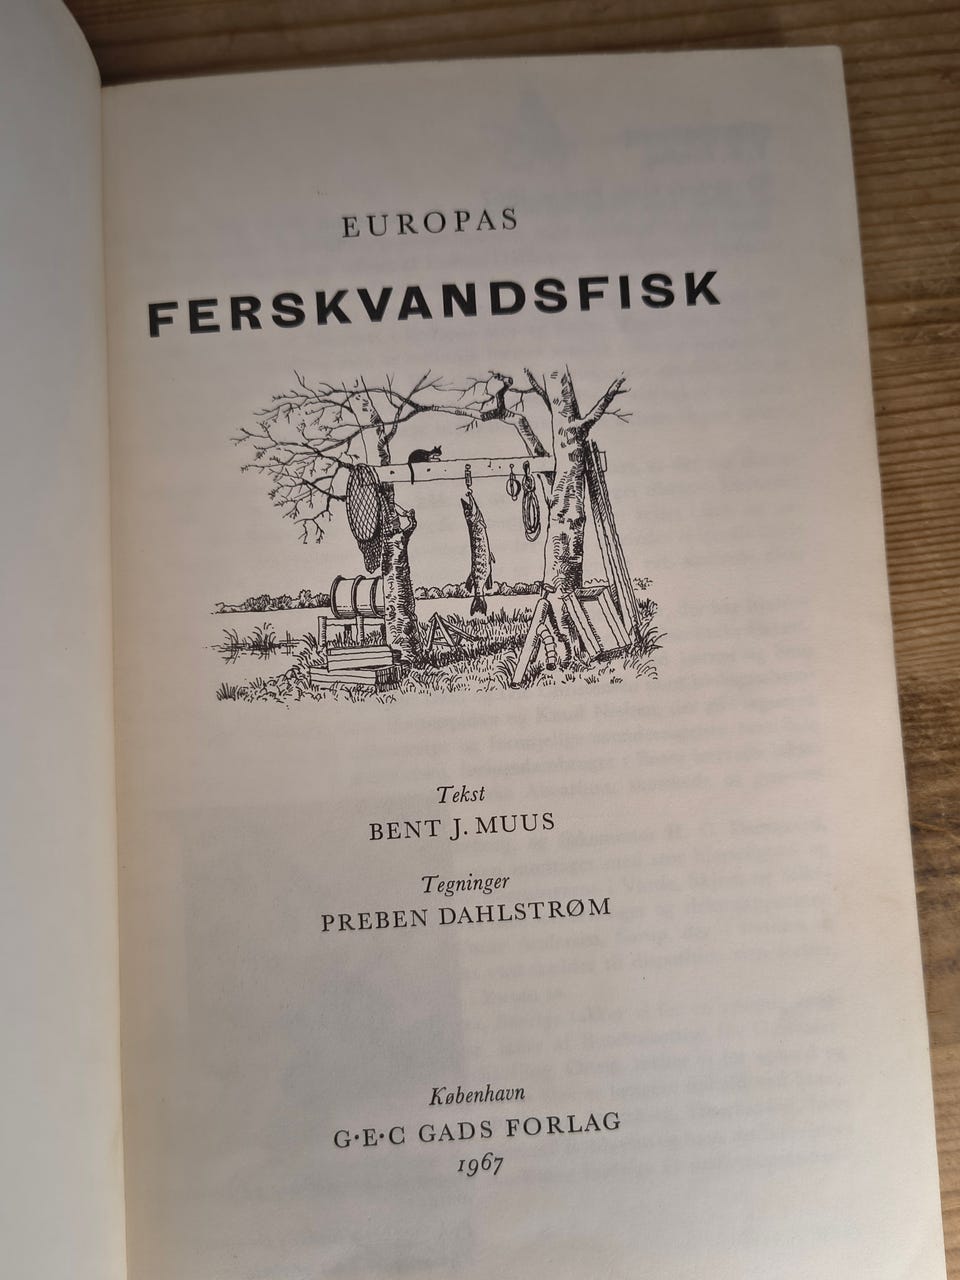 EUROPAS
FERSKVANDSFISK
Tekst
BENT J. MUUS
Tegninger
PREBEN DAHLSTRØM
København
G·E·C GADS FORLAG
1967